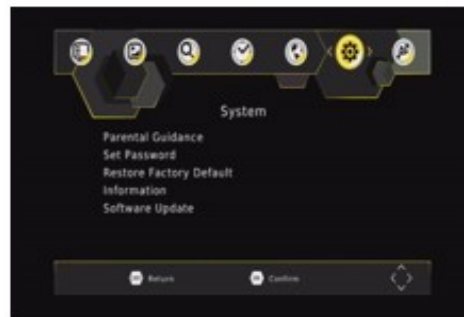 System
Parental Guidance
Set Password
Restore Factory Default
Information
Software Update
Return
Confirm